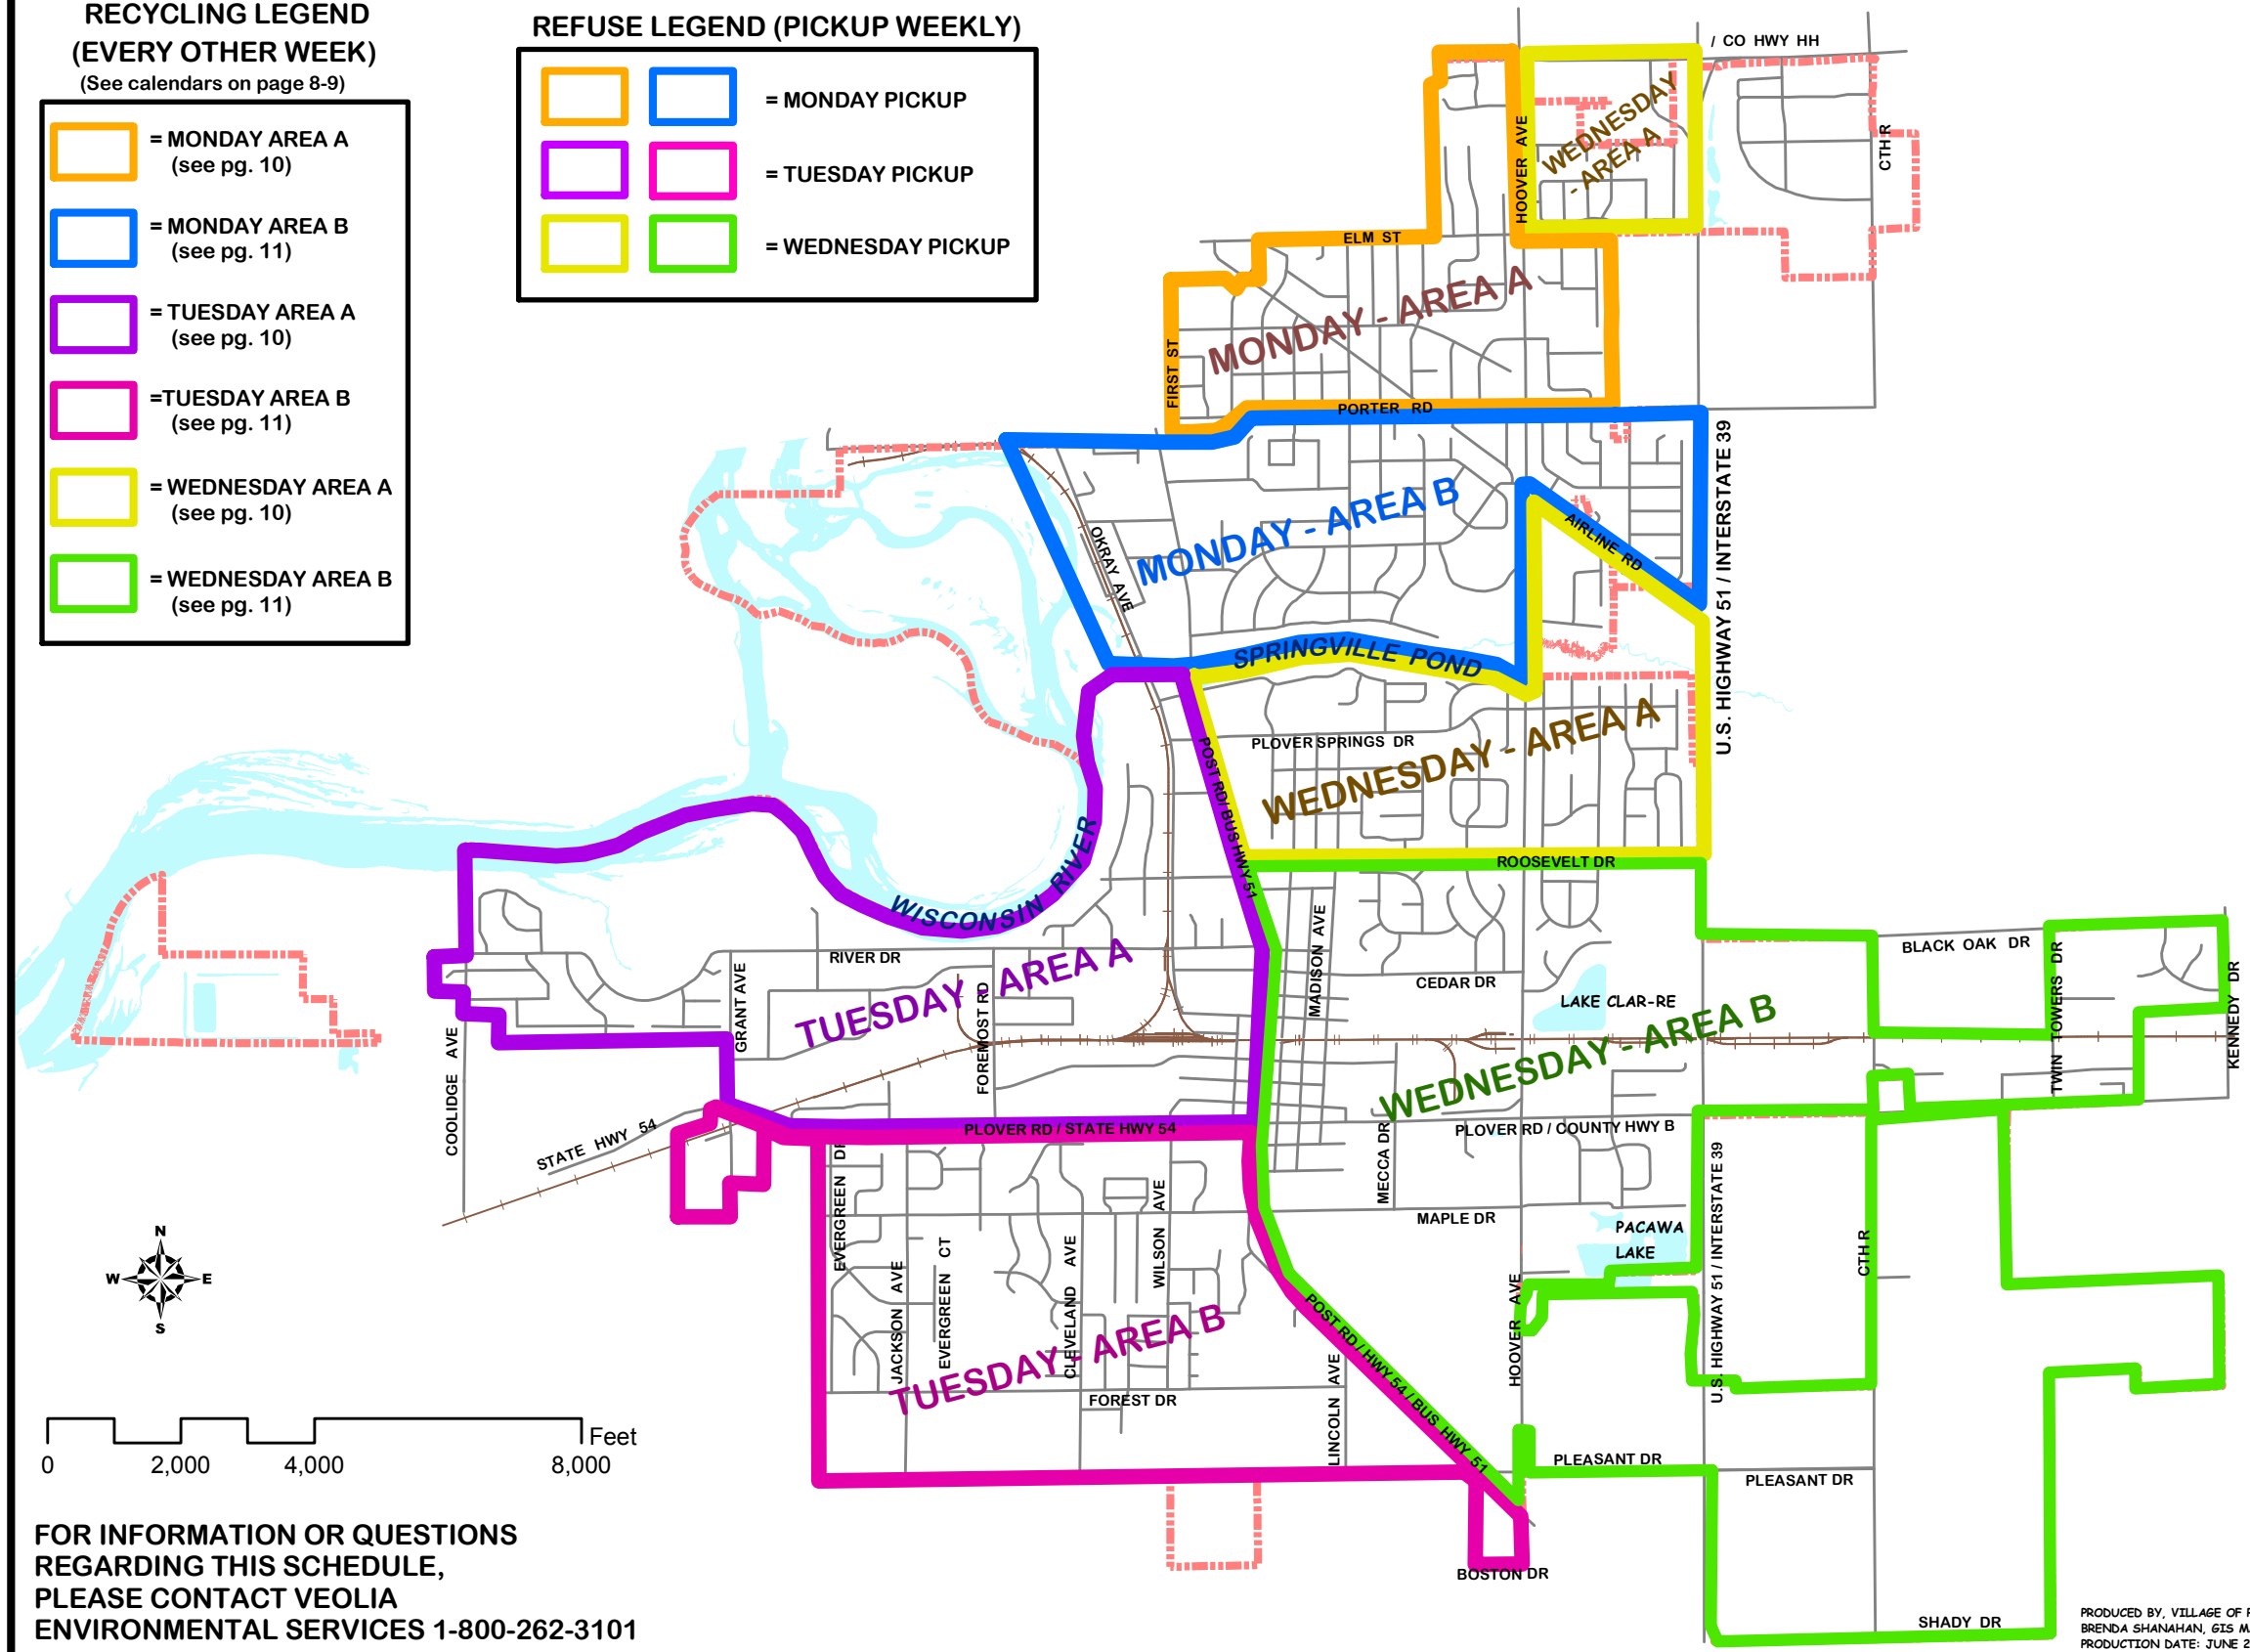 RECYCLING LEGEND
(EVERY OTHER WEEK)
(See calendars on page 8-9)
= MONDAY AREA A
(see pg. 10)
= MONDAY AREA B
(see pg. 11)
= TUESDAY AREA A
(see pg. 10)
=TUESDAY AREA B
(see pg. 11)
= WEDNESDAY AREA A
(see pg. 10)
= WEDNESDAY AREA B
(see pg. 11)
REFUSE LEGEND (PICKUP WEEKLY)
= MONDAY PICKUP
= TUESDAY PICKUP
= WEDNESDAY PICKUP
/ CO HWY HH
WEDNESDAY
- AREA A
HOOVER AVE
CTH R
ELM ST
MONDAY - AREA A
FIRST ST
PORTER RD
U.S. HIGHWAY 51 / INTERSTATE 39
MONDAY - AREA B
AIRLINE RD
OKRAY AVE
SPRINGVILLE POND
PLOVER SPRINGS DR
WEDNESDAY - AREA A
POST RD/ BUS HWY 51
ROOSEVELT DR
WISCONSIN RIVER
RIVER DR
TUESDAY - AREA A
GRANT AVE
FOREMOST RD
MADISON AVE
CEDAR DR
LAKE CLAR-RE
BLACK OAK DR
TWIN TOWERS DR
KENNEDY DR
WEDNESDAY - AREA B
COOLIDGE AVE
STATE HWY 54
PLOVER RD / STATE HWY 54
PLOVER RD / COUNTY HWY B
MECCA DR
MAPLE DR
PACAWA
LAKE
U.S. HIGHWAY 51 / INTERSTATE 39
CTH R
EVERGREEN DR
JACKSON AVE
EVERGREEN CT
CLEVELAND AVE
WILSON AVE
TUESDAY - AREA B
FOREST DR
LINCOLN AVE
POST RD / HWY 54 / BUS HWY 51
HOOVER AVE
PLEASANT DR
PLEASANT DR
BOSTON DR
SHADY DR
N
W E
S
Feet
0 2,000 4,000 8,000
FOR INFORMATION OR QUESTIONS
REGARDING THIS SCHEDULE,
PLEASE CONTACT VEOLIA
ENVIRONMENTAL SERVICES 1-800-262-3101
PRODUCED BY, VILLAGE OF
BRENDA SHANAHAN, GIS
PRODUCTION DATE: JUNE